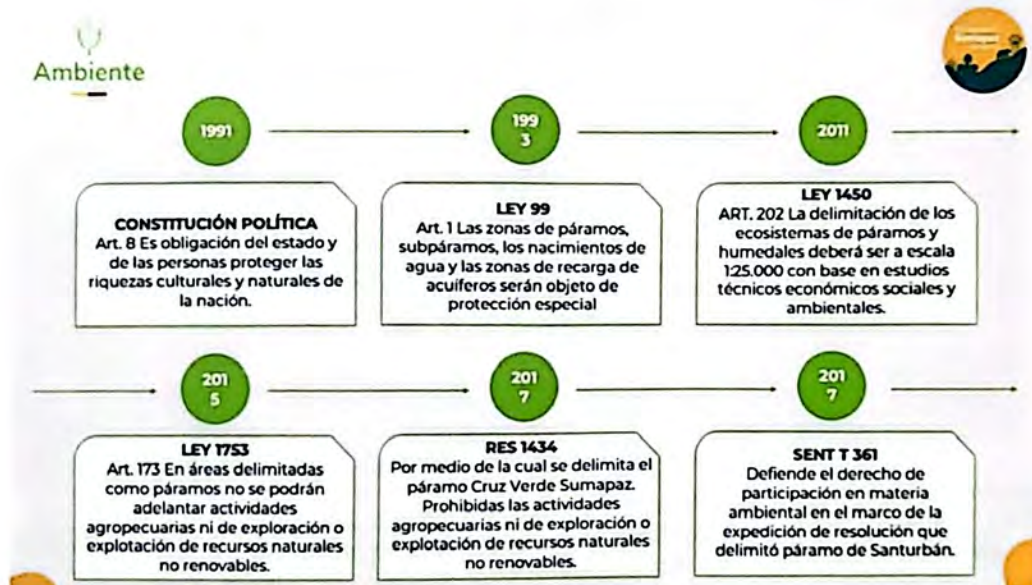 Ambiente
1991
199
3
2011
CONSTITUCIÓN POLÍTICA
Art. 8 Es obligación del estado y
de las personas proteger las
riquezas culturales y naturales de
la nación.
LEY 99
Art. 1 Las zonas de páramos,
subpáramos, los nacimientos de
agua y las zonas de recarga de
acuíferos serán objeto de
protección especial
LEY 1450
ART. 202 La delimitación de los
ecosistemas de páramos y
humedales deberá ser a escala
1:25.000 con base en estudios
técnicos económicos sociales y
ambientales.
201
5
201
7
201
7
LEY 1753
Art. 173 En áreas delimitadas
como páramos no se podrán
adelantar actividades
agropecuarias ni de exploración o
explotación de recursos naturales
no renovables.
RES 1434
Por medio de la cual se delimita el
páramo Cruz Verde Sumapaz.
Prohibidas las actividades
agropecuarias ni de exploración o
explotación de recursos naturales
no renovables.
SENT T 361
Defiende el derecho de
participación en materia
ambiental en el marco de la
expedición de resolución que
delimitó páramo de Santurbán.